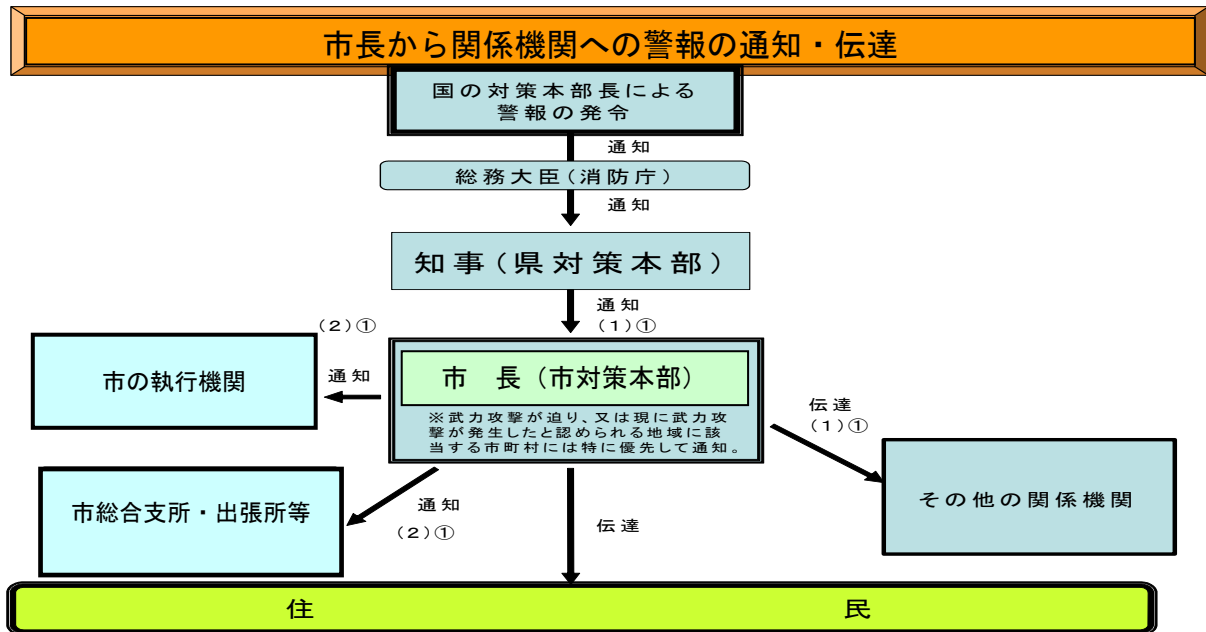 市長から関係機関への警報の通知・伝達
国の対策本部長による
警報の発令
通知
総務大臣(消防庁)
通知
知事(県対策本部)
通知
(1)①
(2)①
市の執行機関
通知
市　長(市対策本部)
※武力攻撃が迫り、又は現に武力攻
撃が発生したと認められる地域に該
当する市町村には特に優先して通知。
伝達
(1)①
市総合支所・出張所等
通知
(2)①
伝達
その他の関係機関
住　民